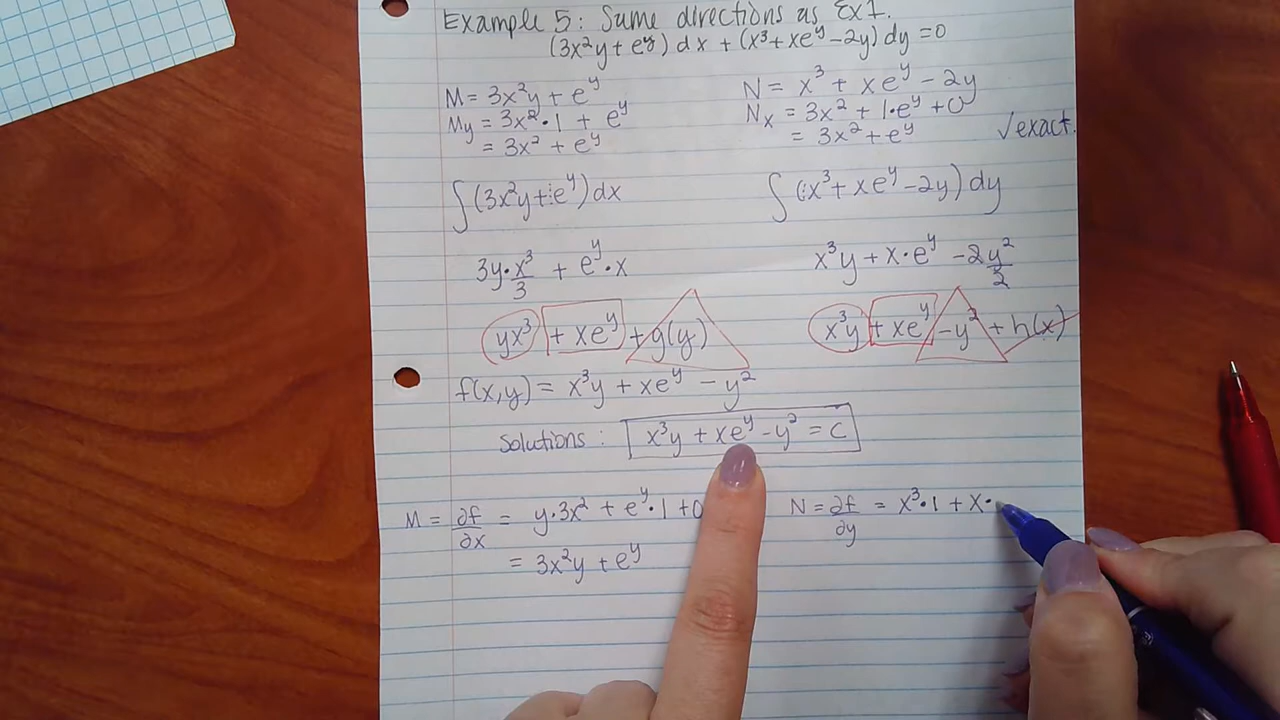 Example 5: Same directions as Ex 1.
(3x²y + e^y) dx + (x³ + xe^y − 2y) dy = 0
M = 3x²y + e^y
N = x³ + xe^y − 2y
My = 3x²·1 + e^y
Nx = 3x² + 1·e^y + 0
= 3x² + e^y
= 3x² + e^y
√exact.
∫(3x²y + e^y) dx
∫(x³ + xe^y − 2y) dy
3y·x³/3 + e^y·x
x³y + x·e^y − 2y²/2
yx³ + xe^y + g(y)
x³y + xe^y − y² + h(x)
f(x,y) = x³y + xe^y − y²
Solutions: x³y + xe^y − y² = C
M = ∂f/∂x = y·3x² + e^y·1 + 0
N = ∂f/∂y = x³·1 + x·
= 3x²y + e^y